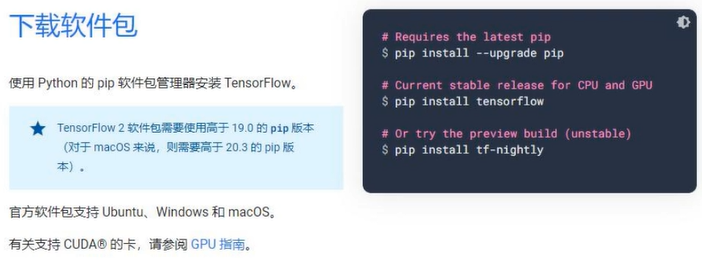 下载软件包
使用 Python 的 pip 软件包管理器安装 TensorFlow。
TensorFlow 2 软件包需要使用高于 19.0 的 pip 版本
（对于 macOS 来说，则需要高于 20.3 的 pip 版
本）。
官方软件包支持 Ubuntu、Windows 和 macOS。
有关支持 CUDA® 的卡，请参阅 GPU 指南。
# Requires the latest pip
$ pip install --upgrade pip
# Current stable release for CPU and GPU
$ pip install tensorflow
# Or try the preview build (unstable)
$ pip install tf-nightly